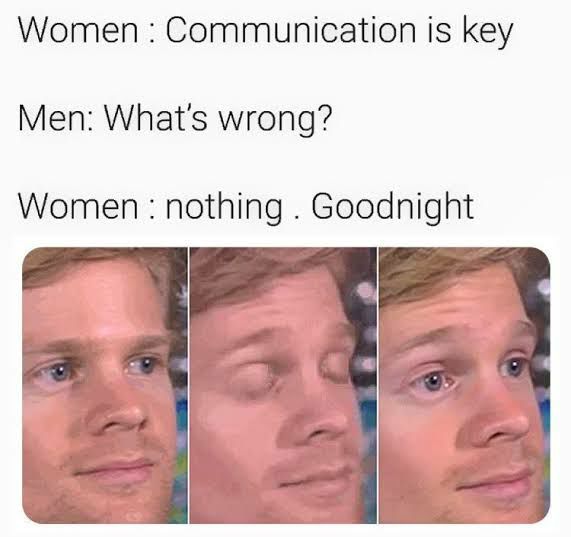 Women : Communication is key
Men: What's wrong?
Women : nothing . Goodnight